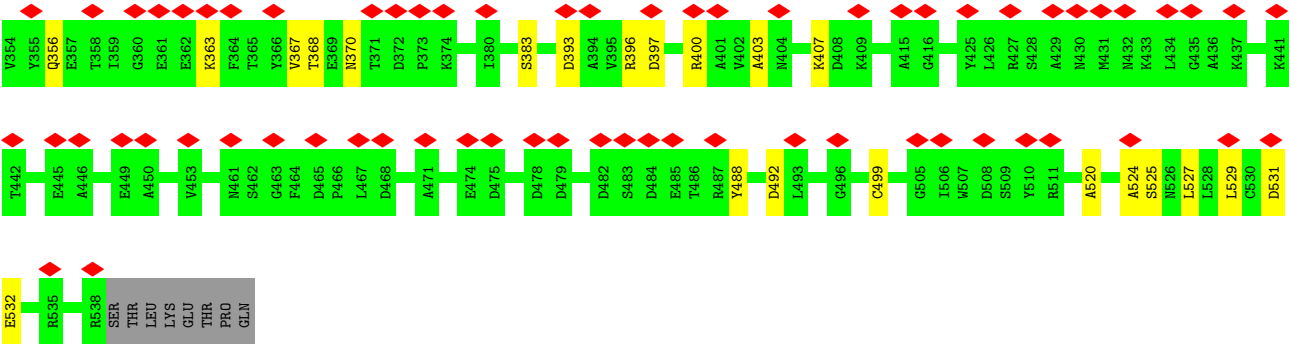 V354 Y355 Q356 E357 T358 I359 G360 E361 E362 K363 F364 T365 Y366 V367 T368 E369 N370 T371 D372 P373 K374 I380 S383 D393 A394 V395 R396 D397 R400 A401 V402 A403 N404 K407 D408 K409 A415 G416 Y425 L426 R427 S428 A429 N430 M431 N432 K433 L434 G435 A436 K437 K441
T442 E445 A446 E449 A450 V453 N461 S462 G463 F464 D465 P466 L467 D468 A471 E474 D475 D478 D479 D482 S483 D484 E485 T486 R487 Y488 D492 L493 G496 C499 G505 I506 W507 D508 S509 Y510 R511 A520 A524 S525 N526 L527 L528 L529 C530 D531
E532 R535 R538 SER THR LEU LYS GLU THR PRO GLN